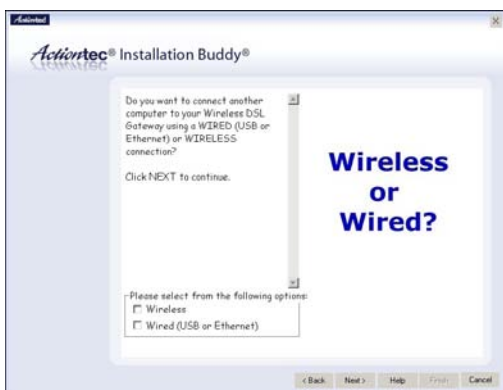 Actiontec
Actiontec® Installation Buddy®
Do you want to connect another
computer to your Wireless DSL
Gateway using a WIRED (USB or
Ethernet) or WIRELESS
connection?
Click NEXT to continue.
Wireless
or
Wired?
Please select from the following options:
Wireless
Wired (USB or Ethernet)
< Back Next > Help Finish Cancel